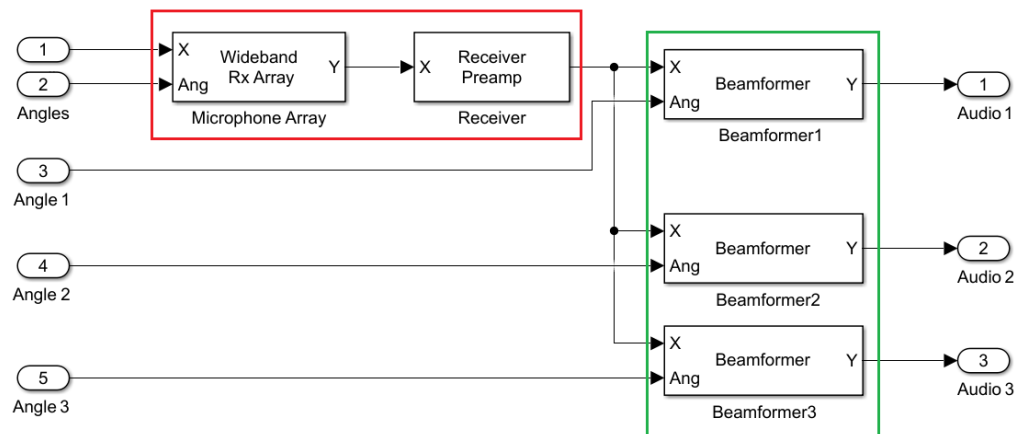 1
X
Ang
Wideband
Rx Array
Y
Microphone Array
X
Receiver
Preamp
Receiver
2
Angles
X
Ang
Beamformer
Y
Beamformer1
1
Audio 1
3
Angle 1
X
Ang
Beamformer
Y
Beamformer2
2
Audio 2
4
Angle 2
X
Ang
Beamformer
Y
Beamformer3
3
Audio 3
5
Angle 3